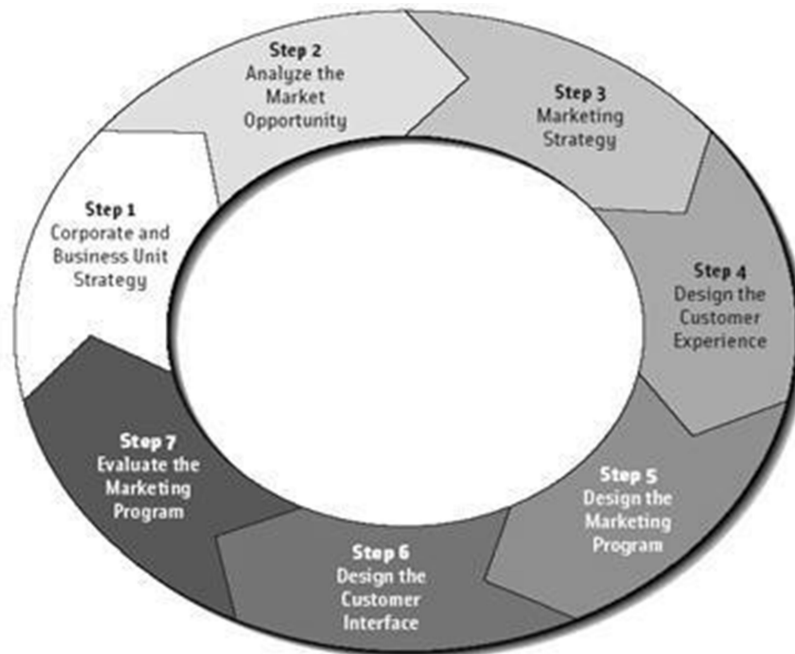 Step 1
Corporate and
Business Unit
Strategy
Step 2
Analyze the
Market
Opportunity
Step 3
Marketing
Strategy
Step 4
Design the
Customer
Experience
Step 5
Design the
Marketing
Program
Step 6
Design the
Customer
Interface
Step 7
Evaluate the
Marketing
Program